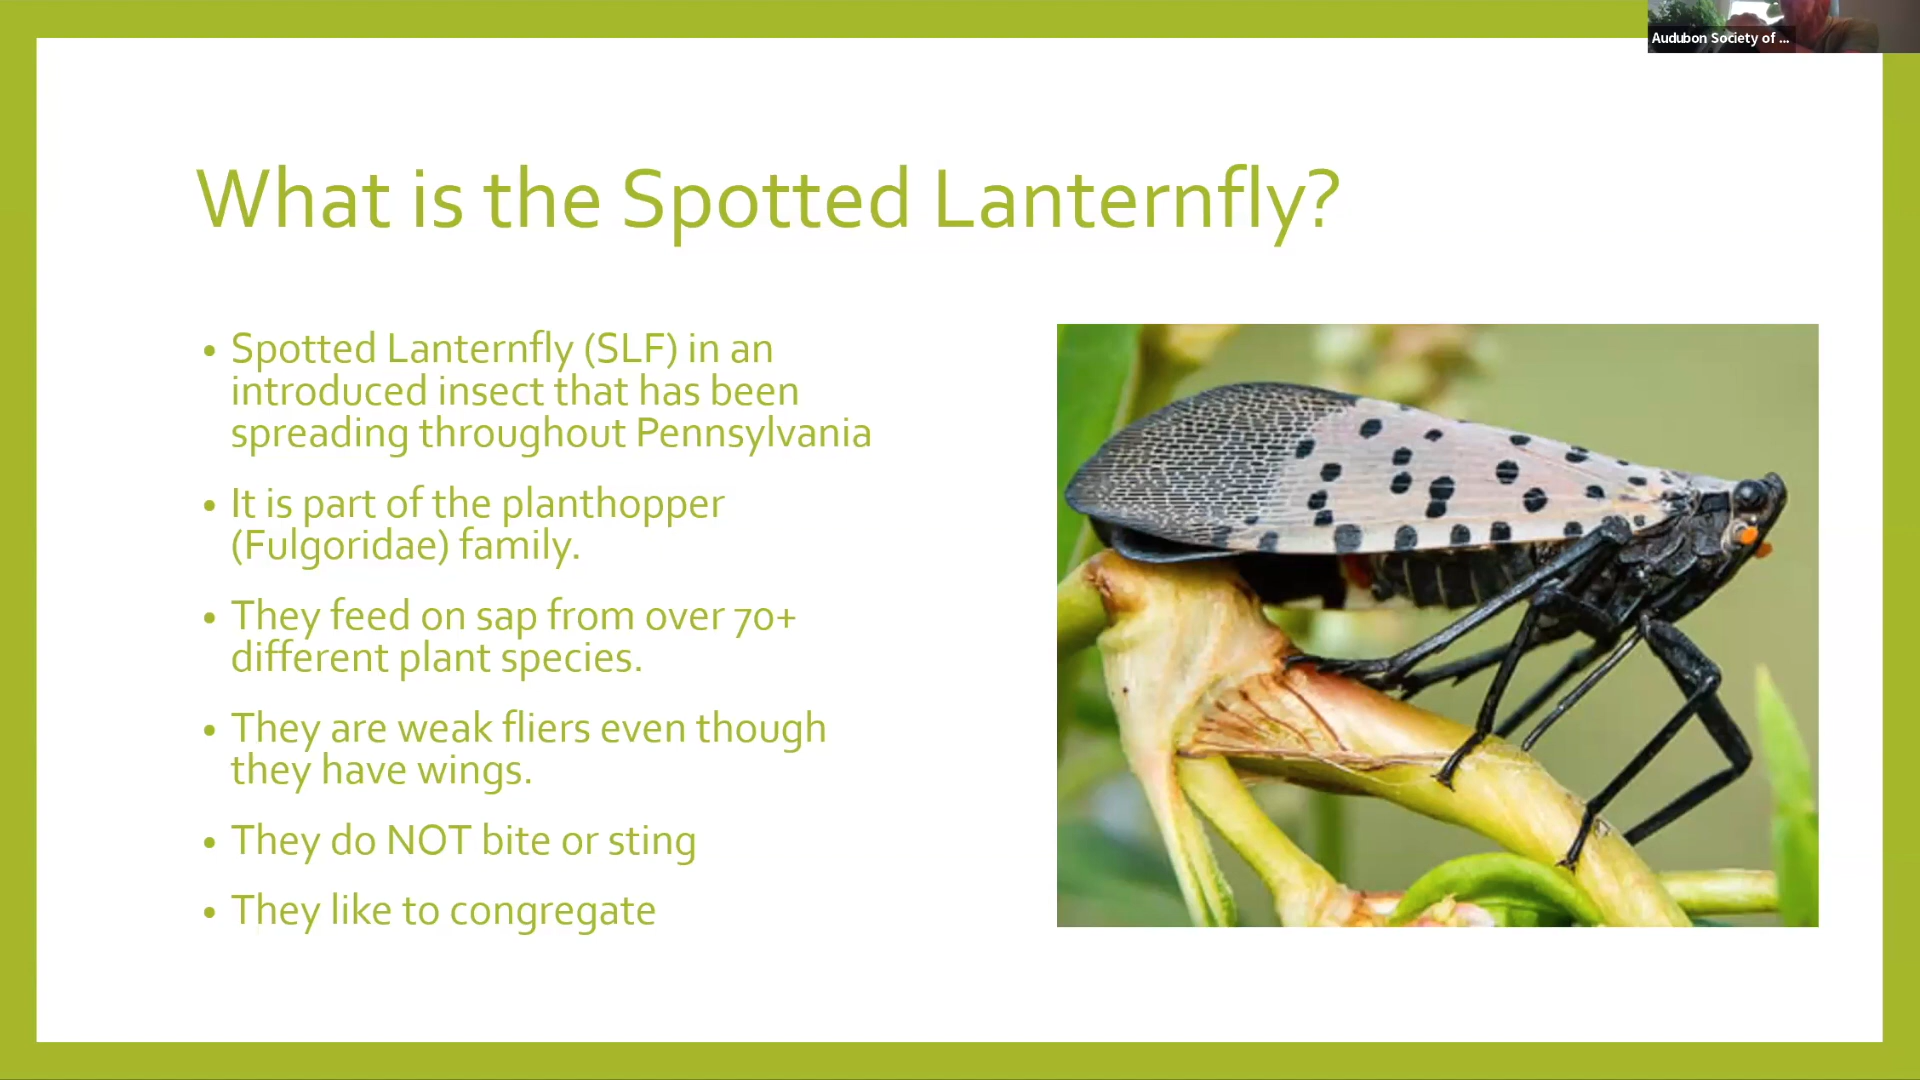 Audubon Society of ...
What is the Spotted Lanternfly?
• Spotted Lanternfly (SLF) in an
introduced insect that has been
spreading throughout Pennsylvania
• It is part of the planthopper
(Fulgoridae) family.
• They feed on sap from over 70+
different plant species.
• They are weak fliers even though
they have wings.
• They do NOT bite or sting
• They like to congregate